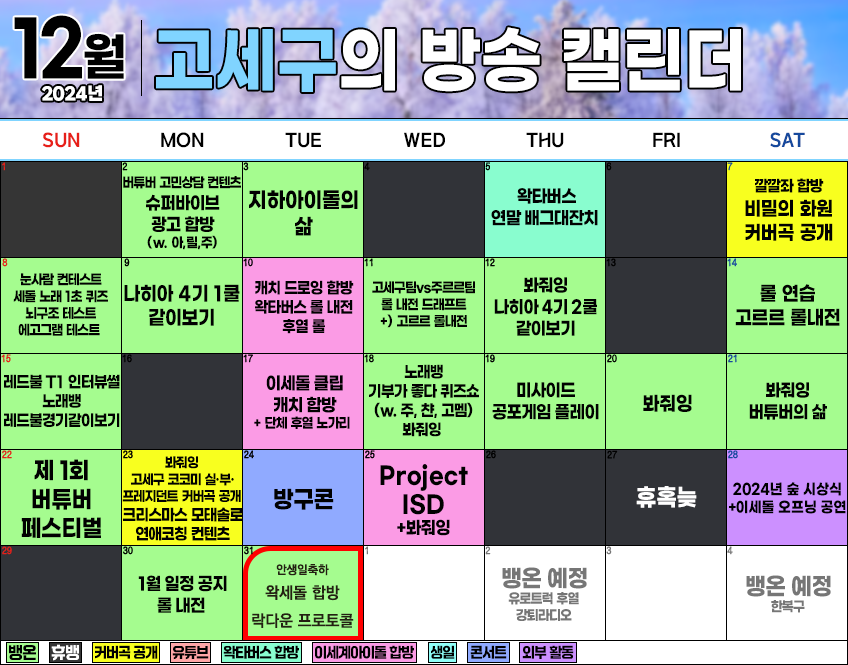 12월
2024년
고세구의 방송 캘린더
SUN MON TUE WED THU FRI SAT
1
2
버튜버 고민상담 컨텐츠
슈퍼바이브
광고 합방
(w. 아,릴,주)
3
지하아이돌의
삶
4
5
왁타버스
연말 배그대잔치
6
7
깔깔좌 합방
비밀의 화원
커버곡 공개
8
눈사람 컨테스트
세돌 노래 1초 퀴즈
뇌구조 테스트
에고그램 테스트
9
나히아 4기 1쿨
같이보기
10
캐치 드로잉 합방
왁타버스 롤 내전
후열 롤
11
고세구팀vs주르르팀
롤 내전 드래프트
+) 고르르 롤내전
12
봐줘잉
나히아 4기 2쿨
같이보기
13
14
롤 연습
고르르 롤내전
15
레드불 T1 인터뷰썰
노래뱅
레드불경기같이보기
16
17
이세돌 클립
캐치 합방
+ 단체 후열 노가리
18
노래뱅
기부가 좋다 퀴즈쇼
(w. 주, 챤, 고멤)
봐줘잉
19
미사이드
공포게임 플레이
20
봐줘잉
21
봐줘잉
버튜버의 삶
22
제 1회
버튜버
페스티벌
23
봐줘잉
고세구 코코미 실·부·
프레지던트 커버곡 공개
크리스마스 모태솔로
연애코칭 컨텐츠
24
방구콘
25
Project
ISD
+봐줘잉
26
27
휴혹늦
28
2024년 숲 시상식
+이세돌 오프닝 공연
29
30
1월 일정 공지
롤 내전
31
안생일축하
왁세돌 합방
락다운 프로토콜
1
2
뱅온 예정
유로트럭 후열
강퇴라디오
3
4
뱅온 예정
한복구
뱅온 휴뱅 커버곡 공개 유튜브 왁타버스 합방 이세계아이돌 합방 생일 콘서트 외부 활동